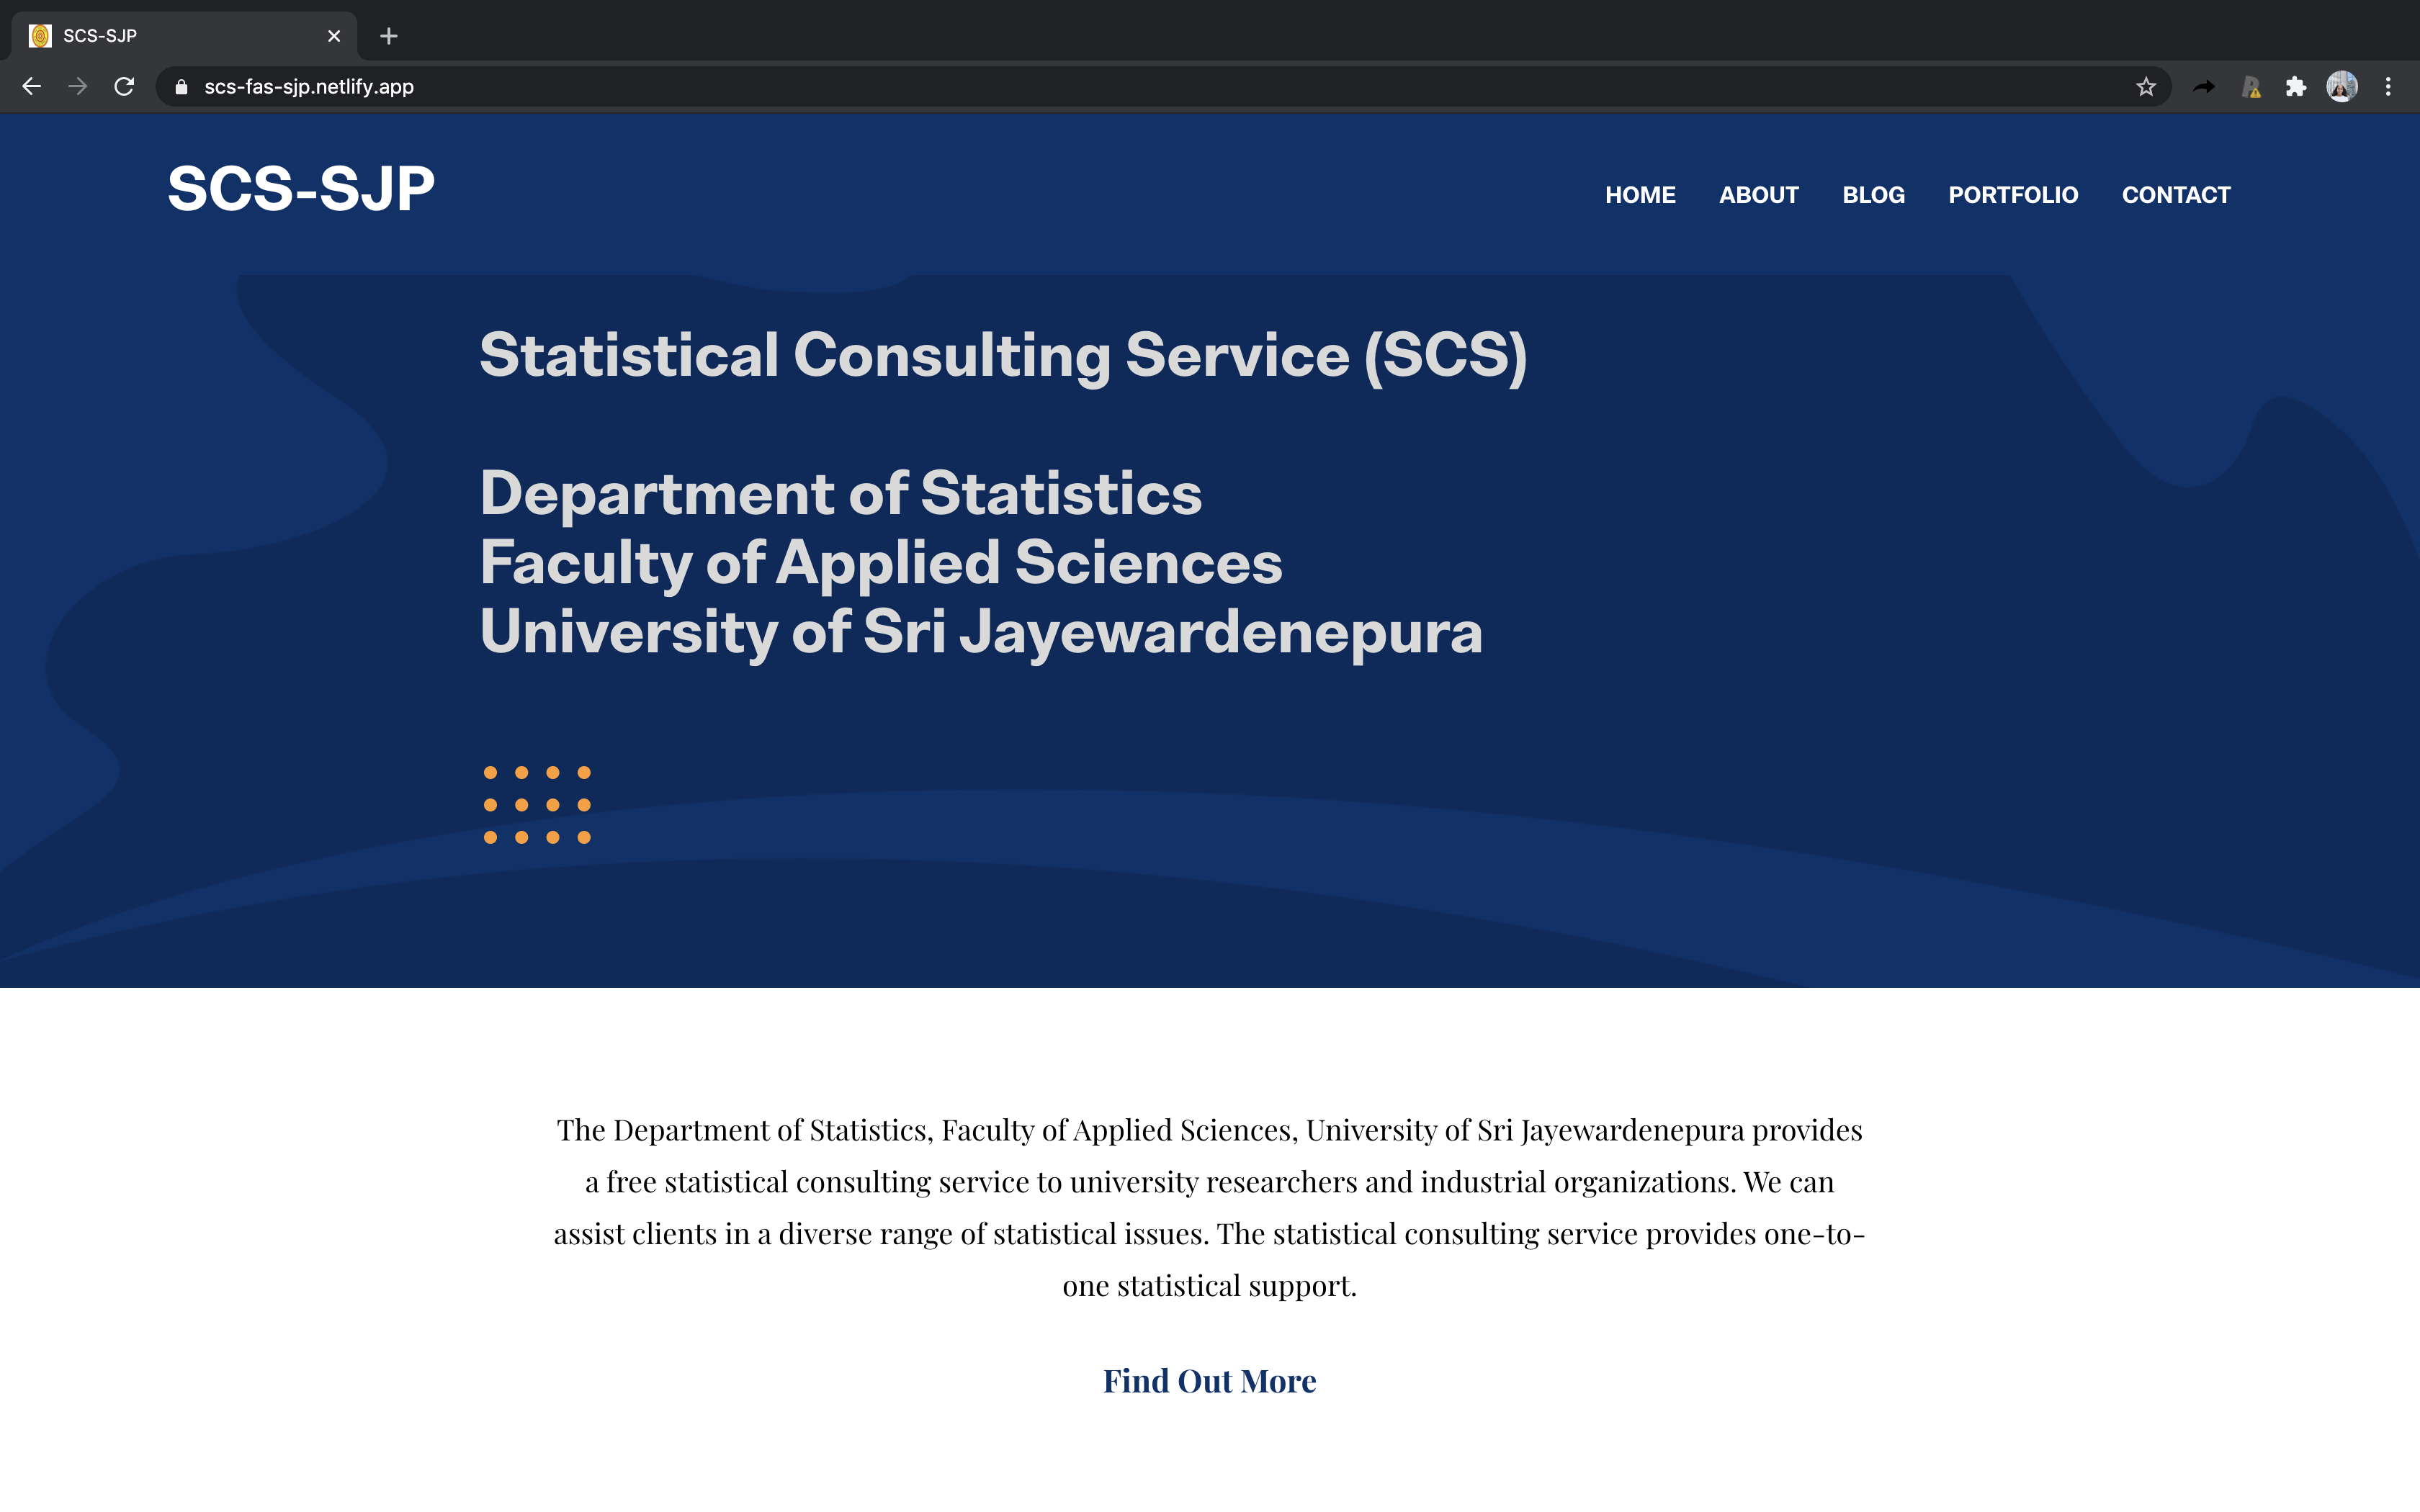 SCS-SJP
scs-fas-sjp.netlify.app
SCS-SJP
HOME ABOUT BLOG PORTFOLIO CONTACT
Statistical Consulting Service (SCS)
Department of Statistics
Faculty of Applied Sciences
University of Sri Jayewardenepura
The Department of Statistics, Faculty of Applied Sciences, University of Sri Jayewardenepura provides
a free statistical consulting service to university researchers and industrial organizations. We can
assist clients in a diverse range of statistical issues. The statistical consulting service provides one-to-
one statistical support.
Find Out More